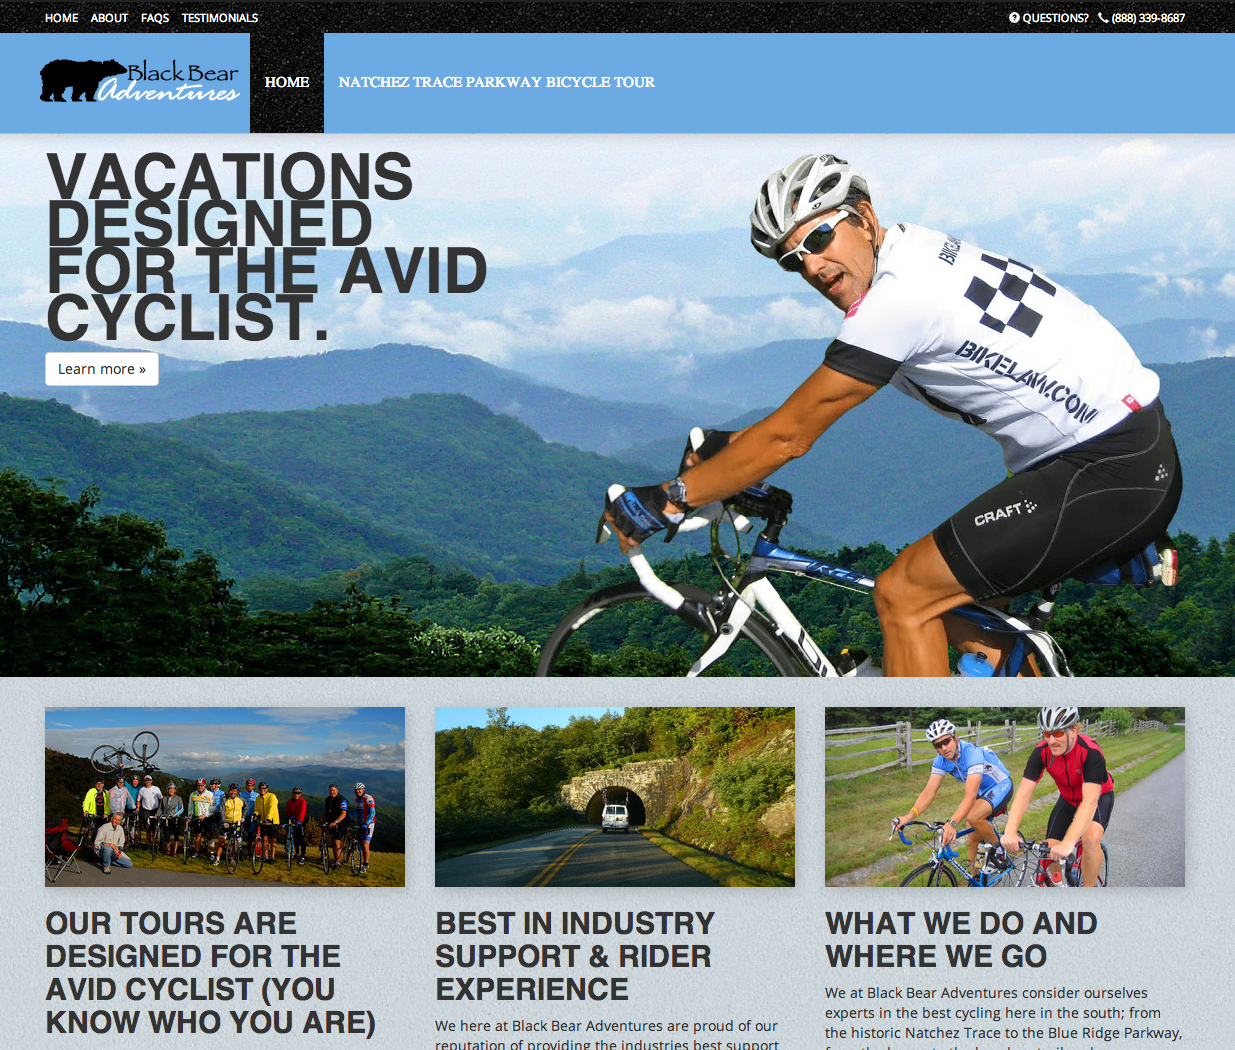 HOME ABOUT FAQS TESTIMONIALS
QUESTIONS? (888) 339-8687
Black Bear
Adventures
HOME NATCHEZ TRACE PARKWAY BICYCLE TOUR
VACATIONS
DESIGNED
FOR THE AVID
CYCLIST.
Learn more »
BIKELAW.COM
CRAFT
OUR TOURS ARE
DESIGNED FOR THE
AVID CYCLIST (YOU
KNOW WHO YOU ARE)
BEST IN INDUSTRY
SUPPORT & RIDER
EXPERIENCE
We here at Black Bear Adventures are proud of our
reputation of providing the industries best support
WHAT WE DO AND
WHERE WE GO
We at Black Bear Adventures consider ourselves
experts in the best cycling here in the south; from
the historic Natchez Trace to the Blue Ridge Parkway,